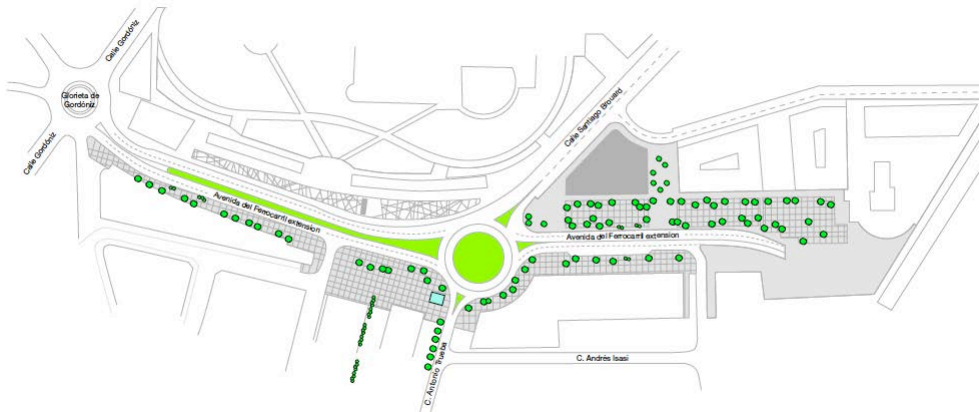 Calle Gordóniz
Glorieta de
Gordóniz
Calle Gordóniz
Calle Santiago Brouard
Avenida del Ferrocarril extension
Avenida del Ferrocarril extension
C. Andrés Isasi
C. Antonio Trueba